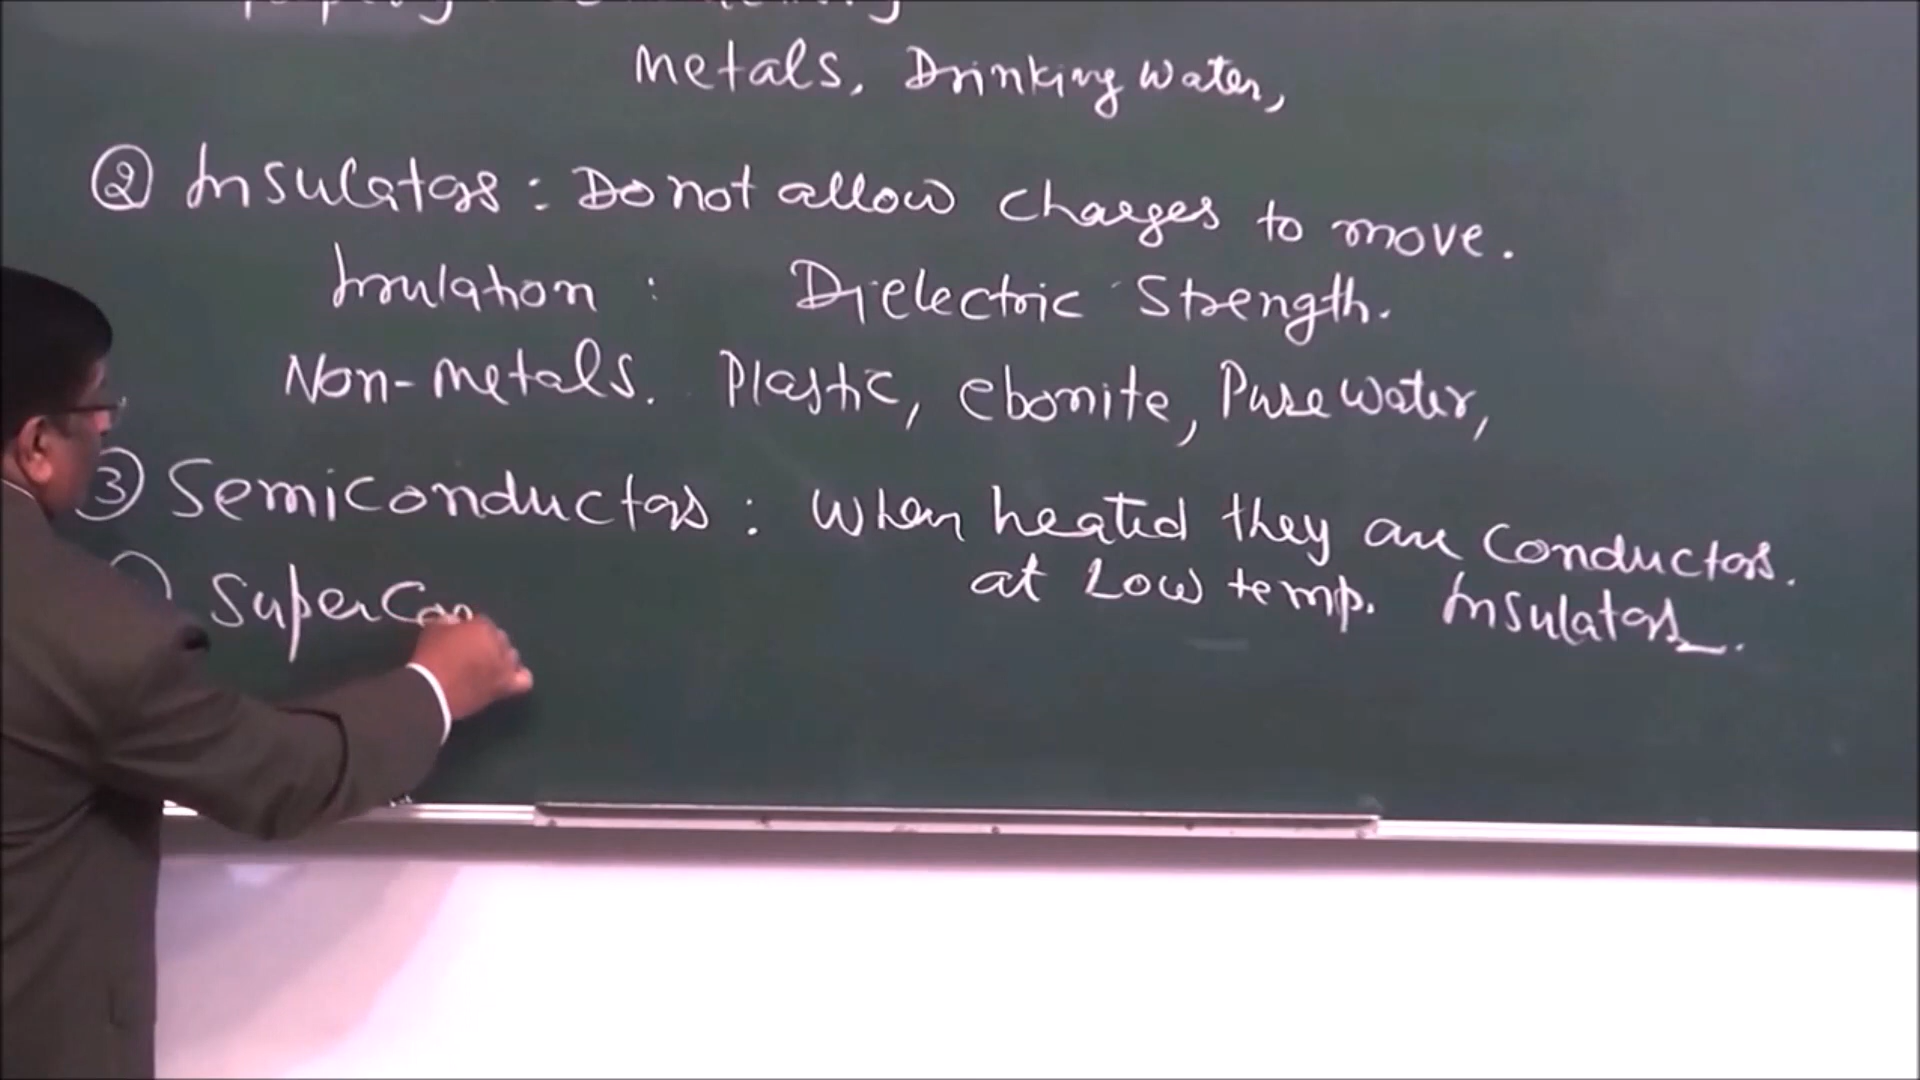 Metals, Drinking Water,
② Insulators : Do not allow charges to move.
Insulation : Dielectric Strength.
Non-metals. Plastic, ebonite, Pure Water,
③ Semiconductors : When heated they are Conductors.
at Low temp. Insulators.
SuperCon